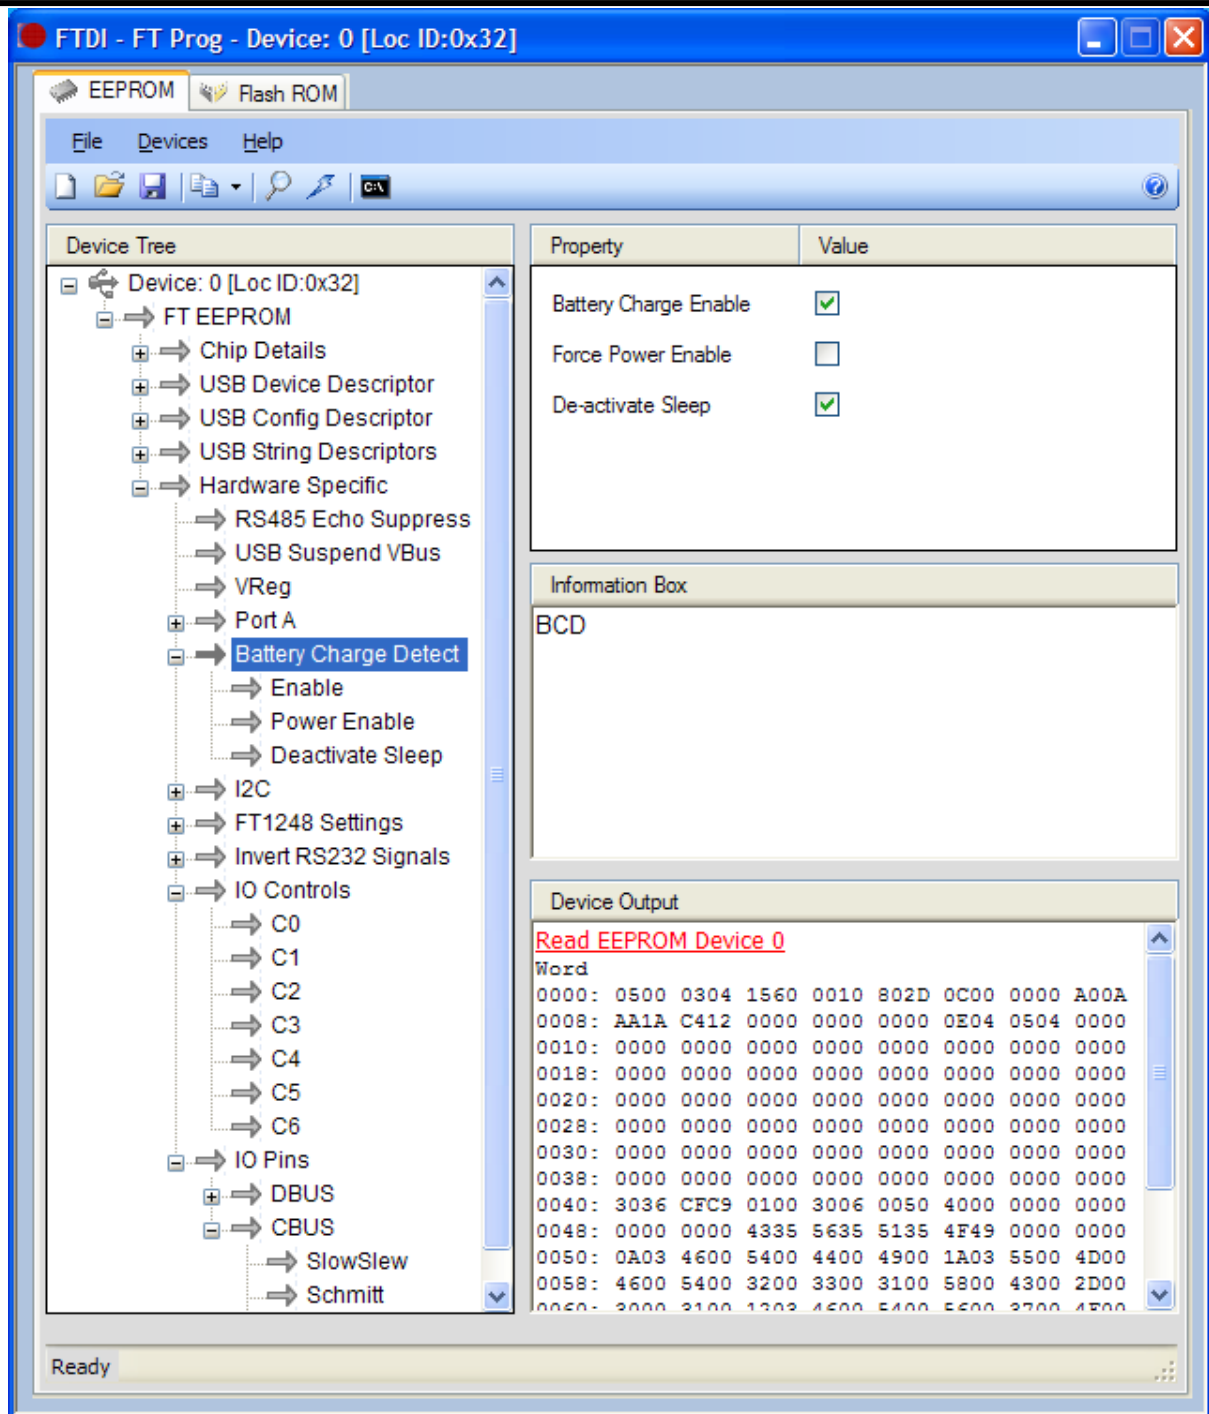 FTDI - FT Prog - Device: 0 [Loc ID:0x32]
EEPROM
Flash ROM
File Devices Help
C:\
Device Tree
Device: 0 [Loc ID:0x32]
FT EEPROM
Chip Details
USB Device Descriptor
USB Config Descriptor
USB String Descriptors
Hardware Specific
RS485 Echo Suppress
USB Suspend VBus
VReg
Port A
Battery Charge Detect
Enable
Power Enable
Deactivate Sleep
I2C
FT1248 Settings
Invert RS232 Signals
IO Controls
C0
C1
C2
C3
C4
C5
C6
IO Pins
DBUS
CBUS
SlowSlew
Schmitt
Property Value
Battery Charge Enable
Force Power Enable
De-activate Sleep
Information Box
BCD
Device Output
Read EEPROM Device 0
Word
0000: 0500 0304 1560 0010 802D 0C00 0000 A00A
0008: AA1A C412 0000 0000 0000 0E04 0504 0000
0010: 0000 0000 0000 0000 0000 0000 0000 0000
0018: 0000 0000 0000 0000 0000 0000 0000 0000
0020: 0000 0000 0000 0000 0000 0000 0000 0000
0028: 0000 0000 0000 0000 0000 0000 0000 0000
0030: 0000 0000 0000 0000 0000 0000 0000 0000
0038: 0000 0000 0000 0000 0000 0000 0000 0000
0040: 3036 CFC9 0100 3006 0050 4000 0000 0000
0048: 0000 0000 4335 5635 5135 4F49 0000 0000
0050: 0A03 4600 5400 4400 4900 1A03 5500 4D00
0058: 4600 5400 3200 3300 3100 5800 4300 2D00
0060: 3000 3100 1203 4600 5400 5600 3700 4F00
Ready